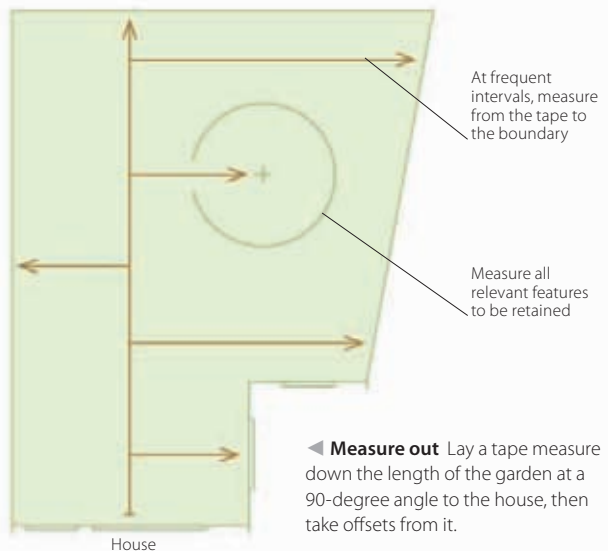 At frequent
intervals, measure
from the tape to
the boundary
Measure all
relevant features
to be retained
◀ Measure out Lay a tape measure
down the length of the garden at a
90-degree angle to the house, then
take offsets from it.
House